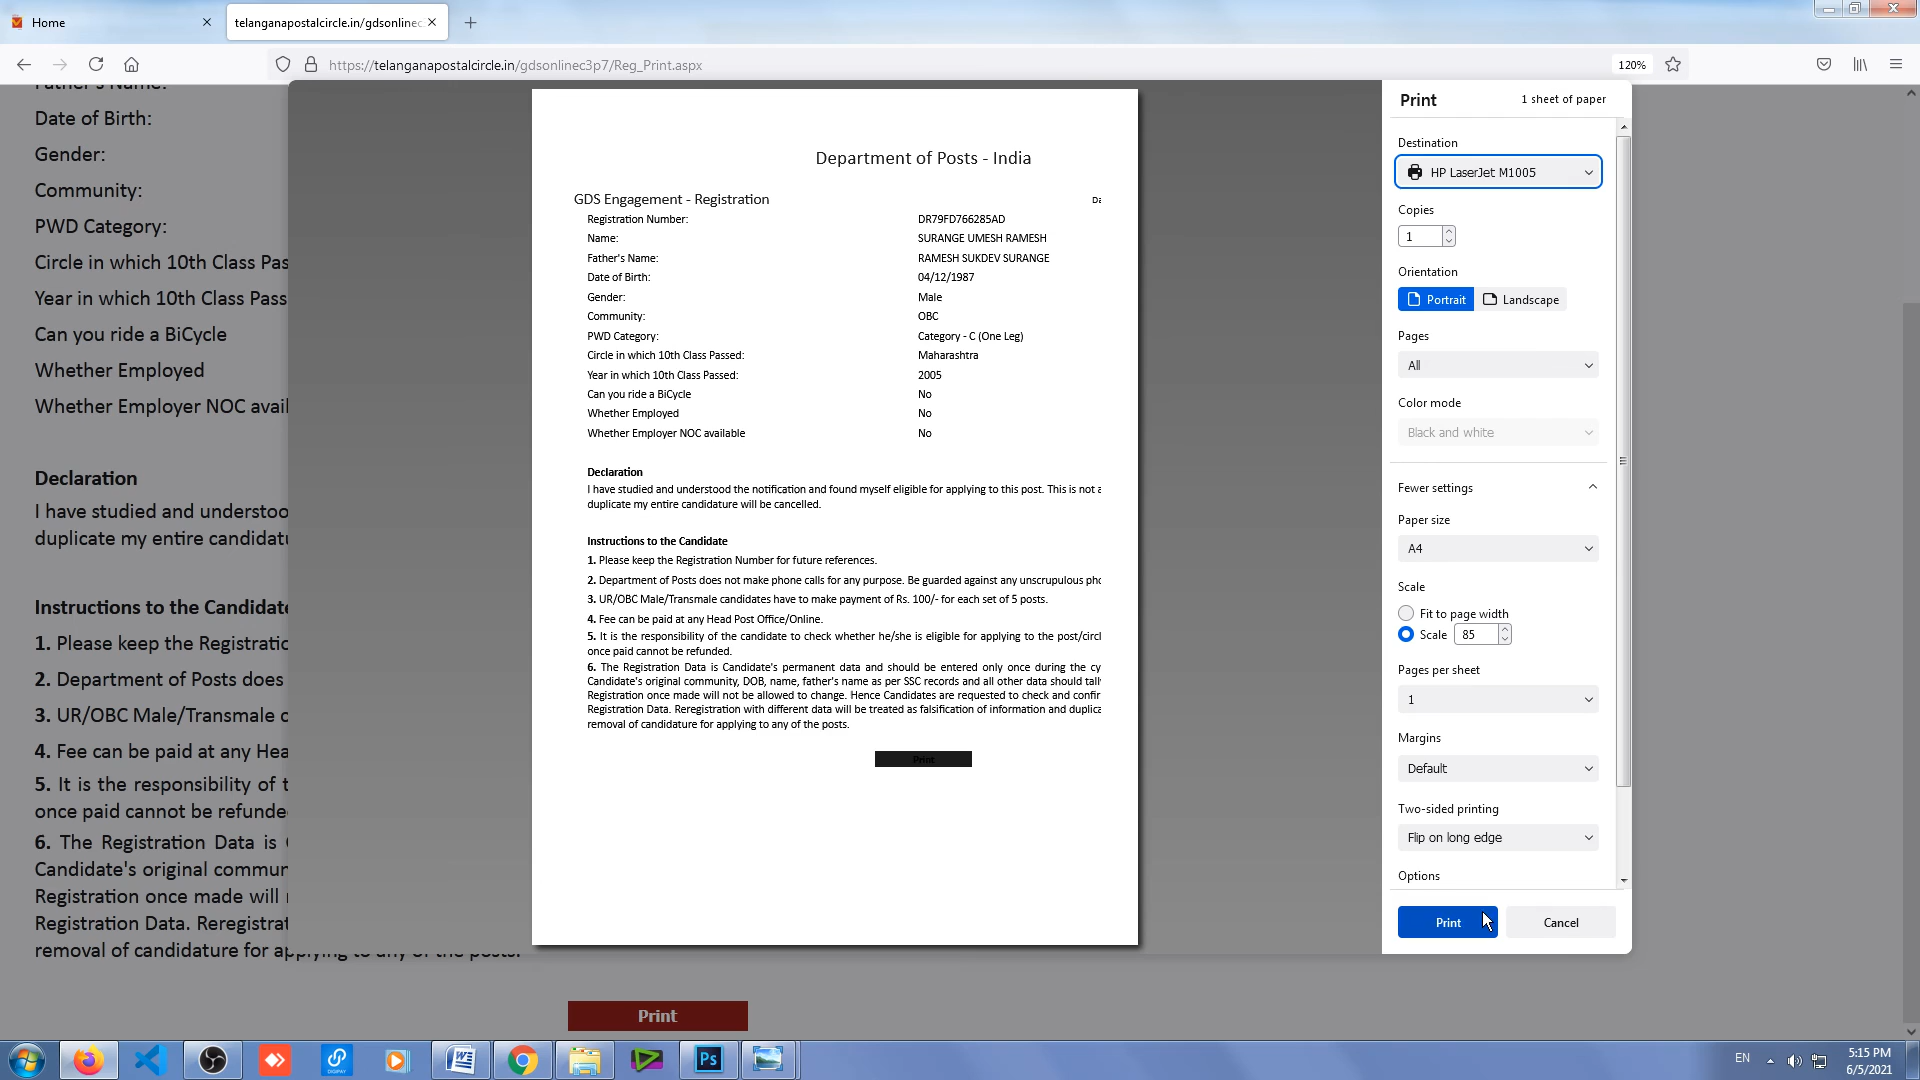 Home
telanganapostalcircle.in/gdsonlinec
https://telanganapostalcircle.in/gdsonlinec3p7/Reg_Print.aspx
120%
Date of Birth:
Gender:
Community:
PWD Category:
Circle in which 10th Class Pas
Year in which 10th Class Pass
Can you ride a BiCycle
Whether Employed
Whether Employer NOC avail
Declaration
I have studied and understoo
duplicate my entire candidat
Instructions to the Candidate
1. Please keep the Registratio
2. Department of Posts does
3. UR/OBC Male/Transmale c
4. Fee can be paid at any Hea
5. It is the responsibility of t
once paid cannot be refunde
6. The Registration Data is
Candidate's original commun
Registration once made will
Registration Data. Reregistrat
removal of candidature for applying to any of the posts.
Print
Department of Posts - India
GDS Engagement - Registration Da
Registration Number: DR79FD766285AD
Name: SURANGE UMESH RAMESH
Father's Name: RAMESH SUKDEV SURANGE
Date of Birth: 04/12/1987
Gender: Male
Community: OBC
PWD Category: Category - C (One Leg)
Circle in which 10th Class Passed: Maharashtra
Year in which 10th Class Passed: 2005
Can you ride a BiCycle No
Whether Employed No
Whether Employer NOC available No
Declaration
I have studied and understood the notification and found myself eligible for applying to this post. This is not a
duplicate my entire candidature will be cancelled.
Instructions to the Candidate
1. Please keep the Registration Number for future references.
2. Department of Posts does not make phone calls for any purpose. Be guarded against any unscrupulous pho
3. UR/OBC Male/Transmale candidates have to make payment of Rs. 100/- for each set of 5 posts.
4. Fee can be paid at any Head Post Office/Online.
5. It is the responsibility of the candidate to check whether he/she is eligible for applying to the post/circl
once paid cannot be refunded.
6. The Registration Data is Candidate's permanent data and should be entered only once during the cy
Candidate's original community, DOB, name, father's name as per SSC records and all other data should tall
Registration once made will not be allowed to change. Hence Candidates are requested to check and confir
Registration Data. Reregistration with different data will be treated as falsification of information and duplica
removal of candidature for applying to any of the posts.
Print
Print 1 sheet of paper
Destination
HP LaserJet M1005
Copies
1
Orientation
Portrait Landscape
Pages
All
Color mode
Black and white
Fewer settings
Paper size
A4
Scale
Fit to page width
Scale 85
Pages per sheet
1
Margins
Default
Two-sided printing
Flip on long edge
Options
Print Cancel
DIGIPAY
Ps
EN
5:15 PM
6/5/2021